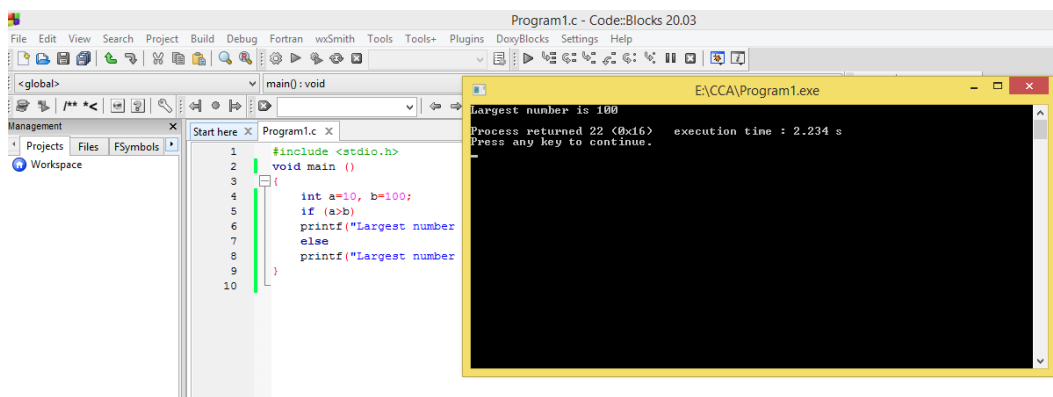 Program1.c - Code::Blocks 20.03
File Edit View Search Project Build Debug Fortran wxSmith Tools Tools+ Plugins DoxyBlocks Settings Help
<global>
main() : void
/** *<
Management
Projects Files FSymbols
Workspace
Start here Program1.c
1 #include <stdio.h>
2 void main ()
3 {
4 int a=10, b=100;
5 if (a>b)
6 printf("Largest number
7 else
8 printf("Largest number
9 }
10
E:\CCA\Program1.exe
Largest number is 100
Process returned 22 (0x16) execution time : 2.234 s
Press any key to continue.